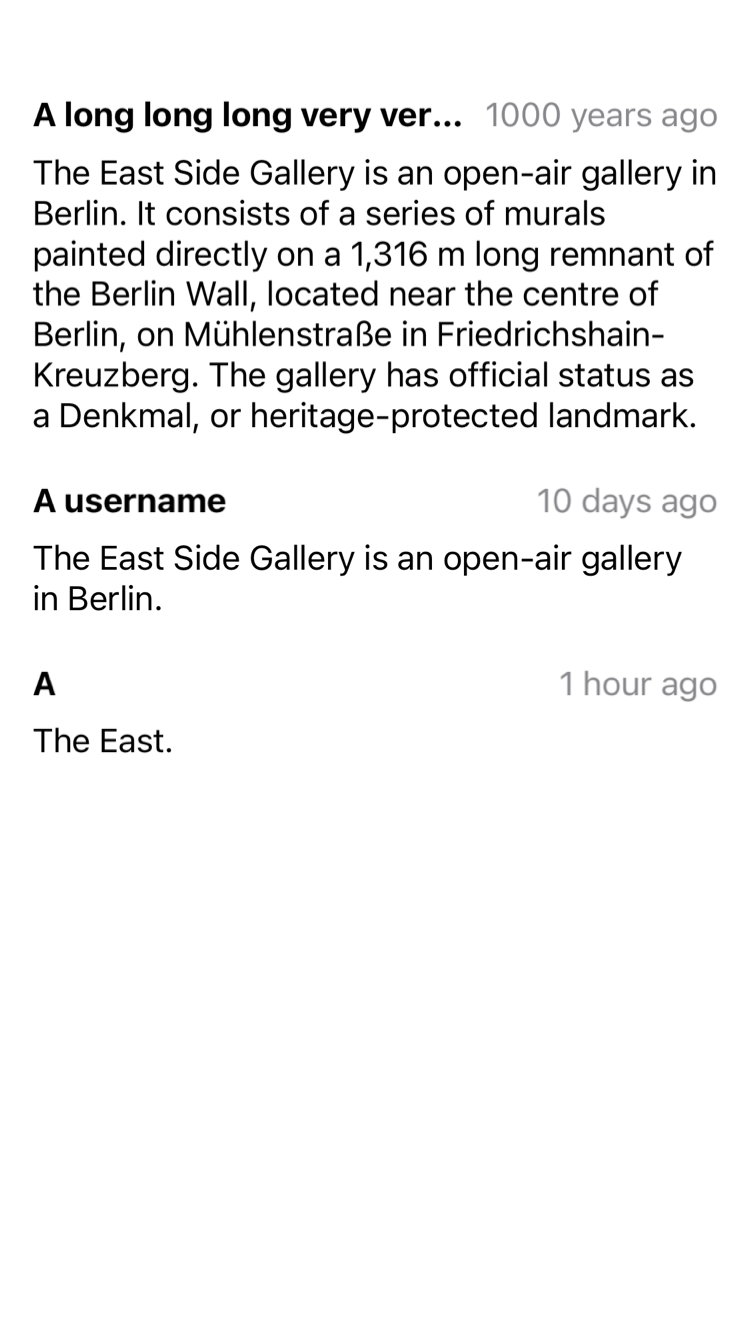 A long long long very ver... 1000 years ago
The East Side Gallery is an open-air gallery in
Berlin. It consists of a series of murals
painted directly on a 1,316 m long remnant of
the Berlin Wall, located near the centre of
Berlin, on Mühlenstraße in Friedrichshain-
Kreuzberg. The gallery has official status as
a Denkmal, or heritage-protected landmark.
A username 10 days ago
The East Side Gallery is an open-air gallery
in Berlin.
A 1 hour ago
The East.